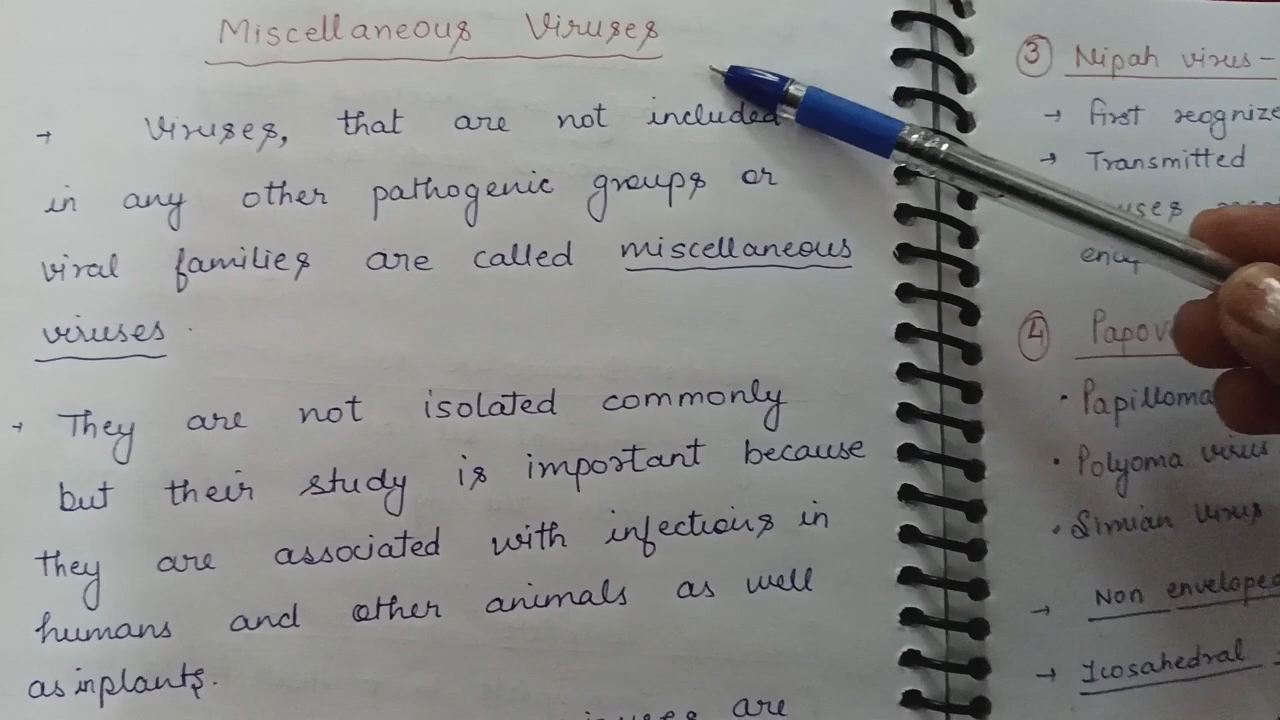 Miscellaneous Viruses
→ Viruses, that are not included
in any other pathogenic groups or
viral families are called miscellaneous
viruses.
→ They are not isolated commonly
but their study is important because
they are associated with infections in
humans and other animals as well
as in plants.
are
③ Nipah virus -
→ first recognize
→ Transmitted
④ Papov
• Papilloma
• Polyoma virus
• Simian virus
→ Non enveloped
→ Icosahedral